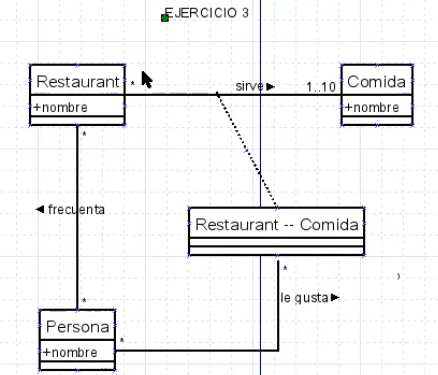 EJERCICIO 3
Restaurant
+nombre
*
sirve ►
1..10
Comida
+nombre
*
◄ frecuenta
Restaurant -- Comida
*
le gusta ►
*
Persona
+nombre
*